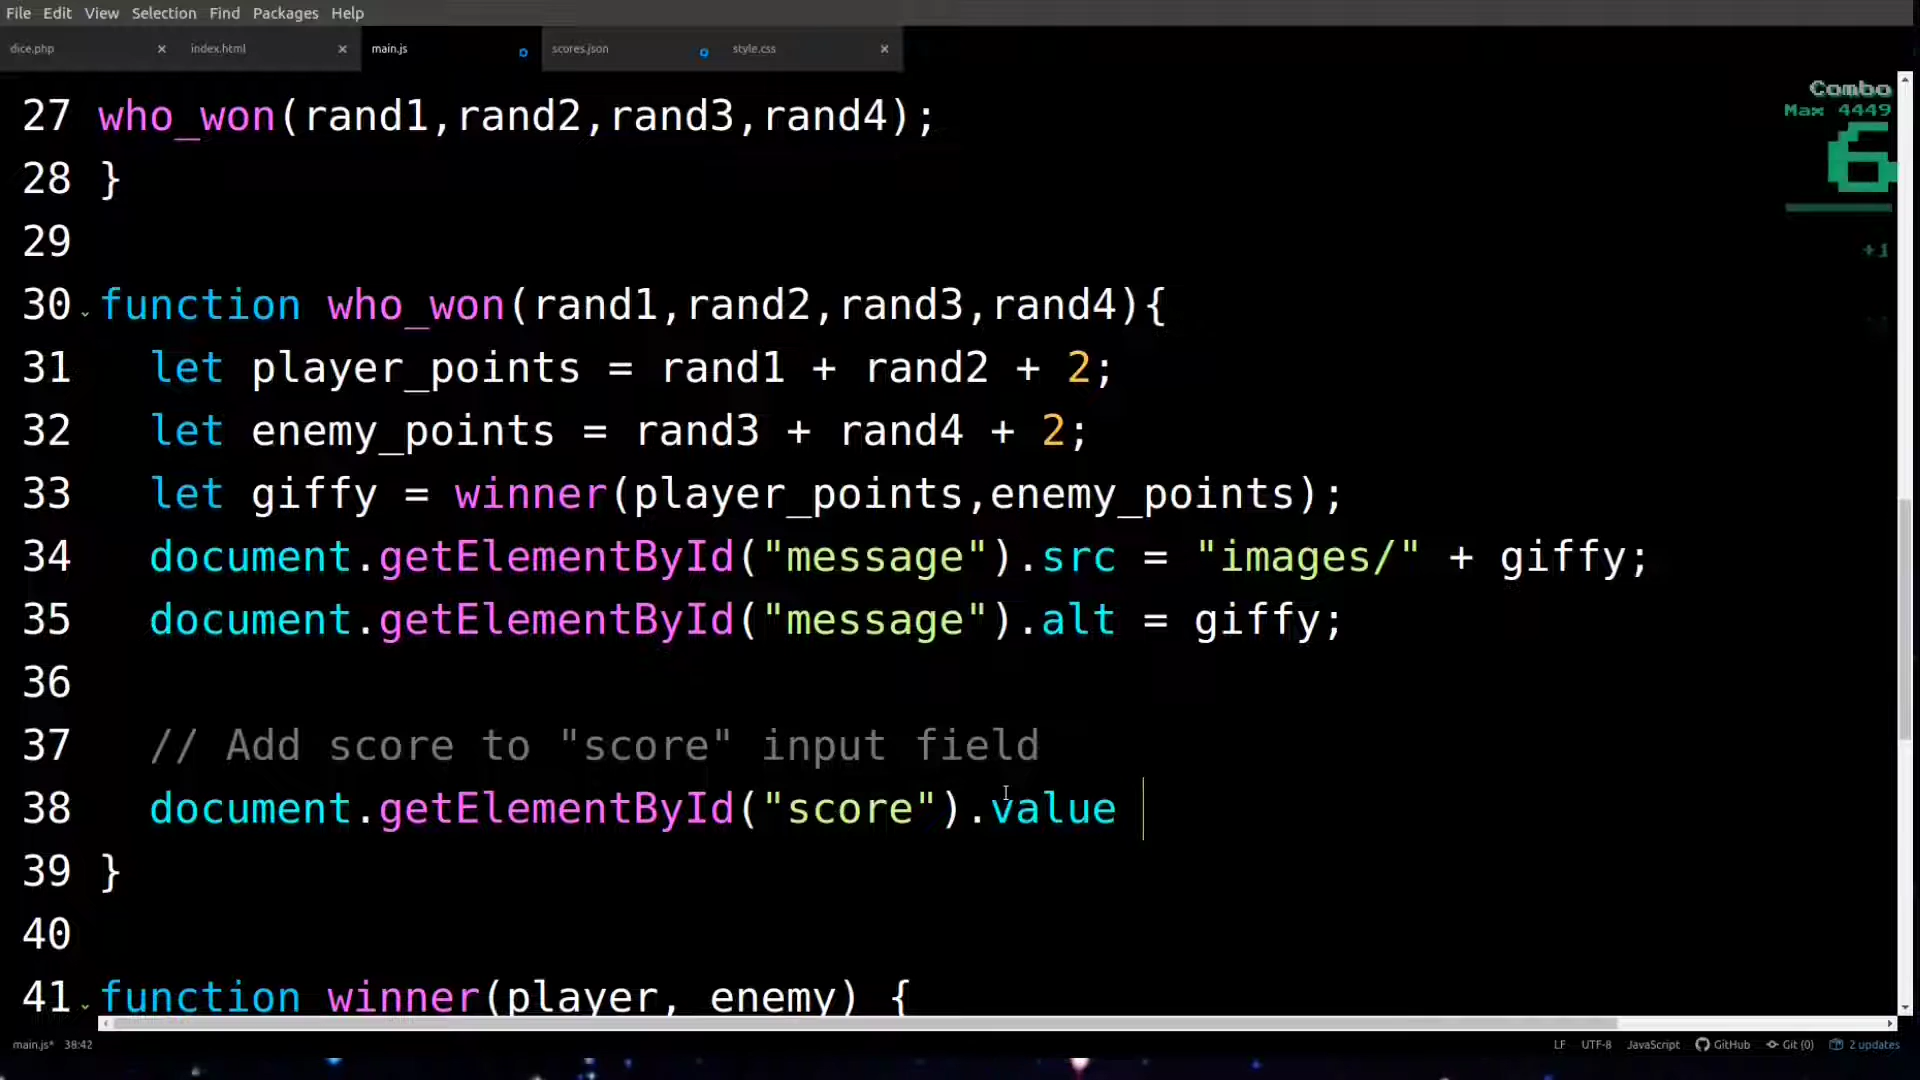 File Edit View Selection Find Packages Help
dice.php index.html main.js scores.json style.css
Combo
Max 4449
6
+1
27 who_won(rand1,rand2,rand3,rand4);
28 }
29
30 function who_won(rand1,rand2,rand3,rand4){
31 let player_points = rand1 + rand2 + 2;
32 let enemy_points = rand3 + rand4 + 2;
33 let giffy = winner(player_points,enemy_points);
34 document.getElementById("message").src = "images/" + giffy;
35 document.getElementById("message").alt = giffy;
36
37 // Add score to "score" input field
38 document.getElementById("score").value
39 }
40
41 function winner(player, enemy) {
main.js* 38:42 LF UTF-8 JavaScript GitHub Git (0) 2 updates